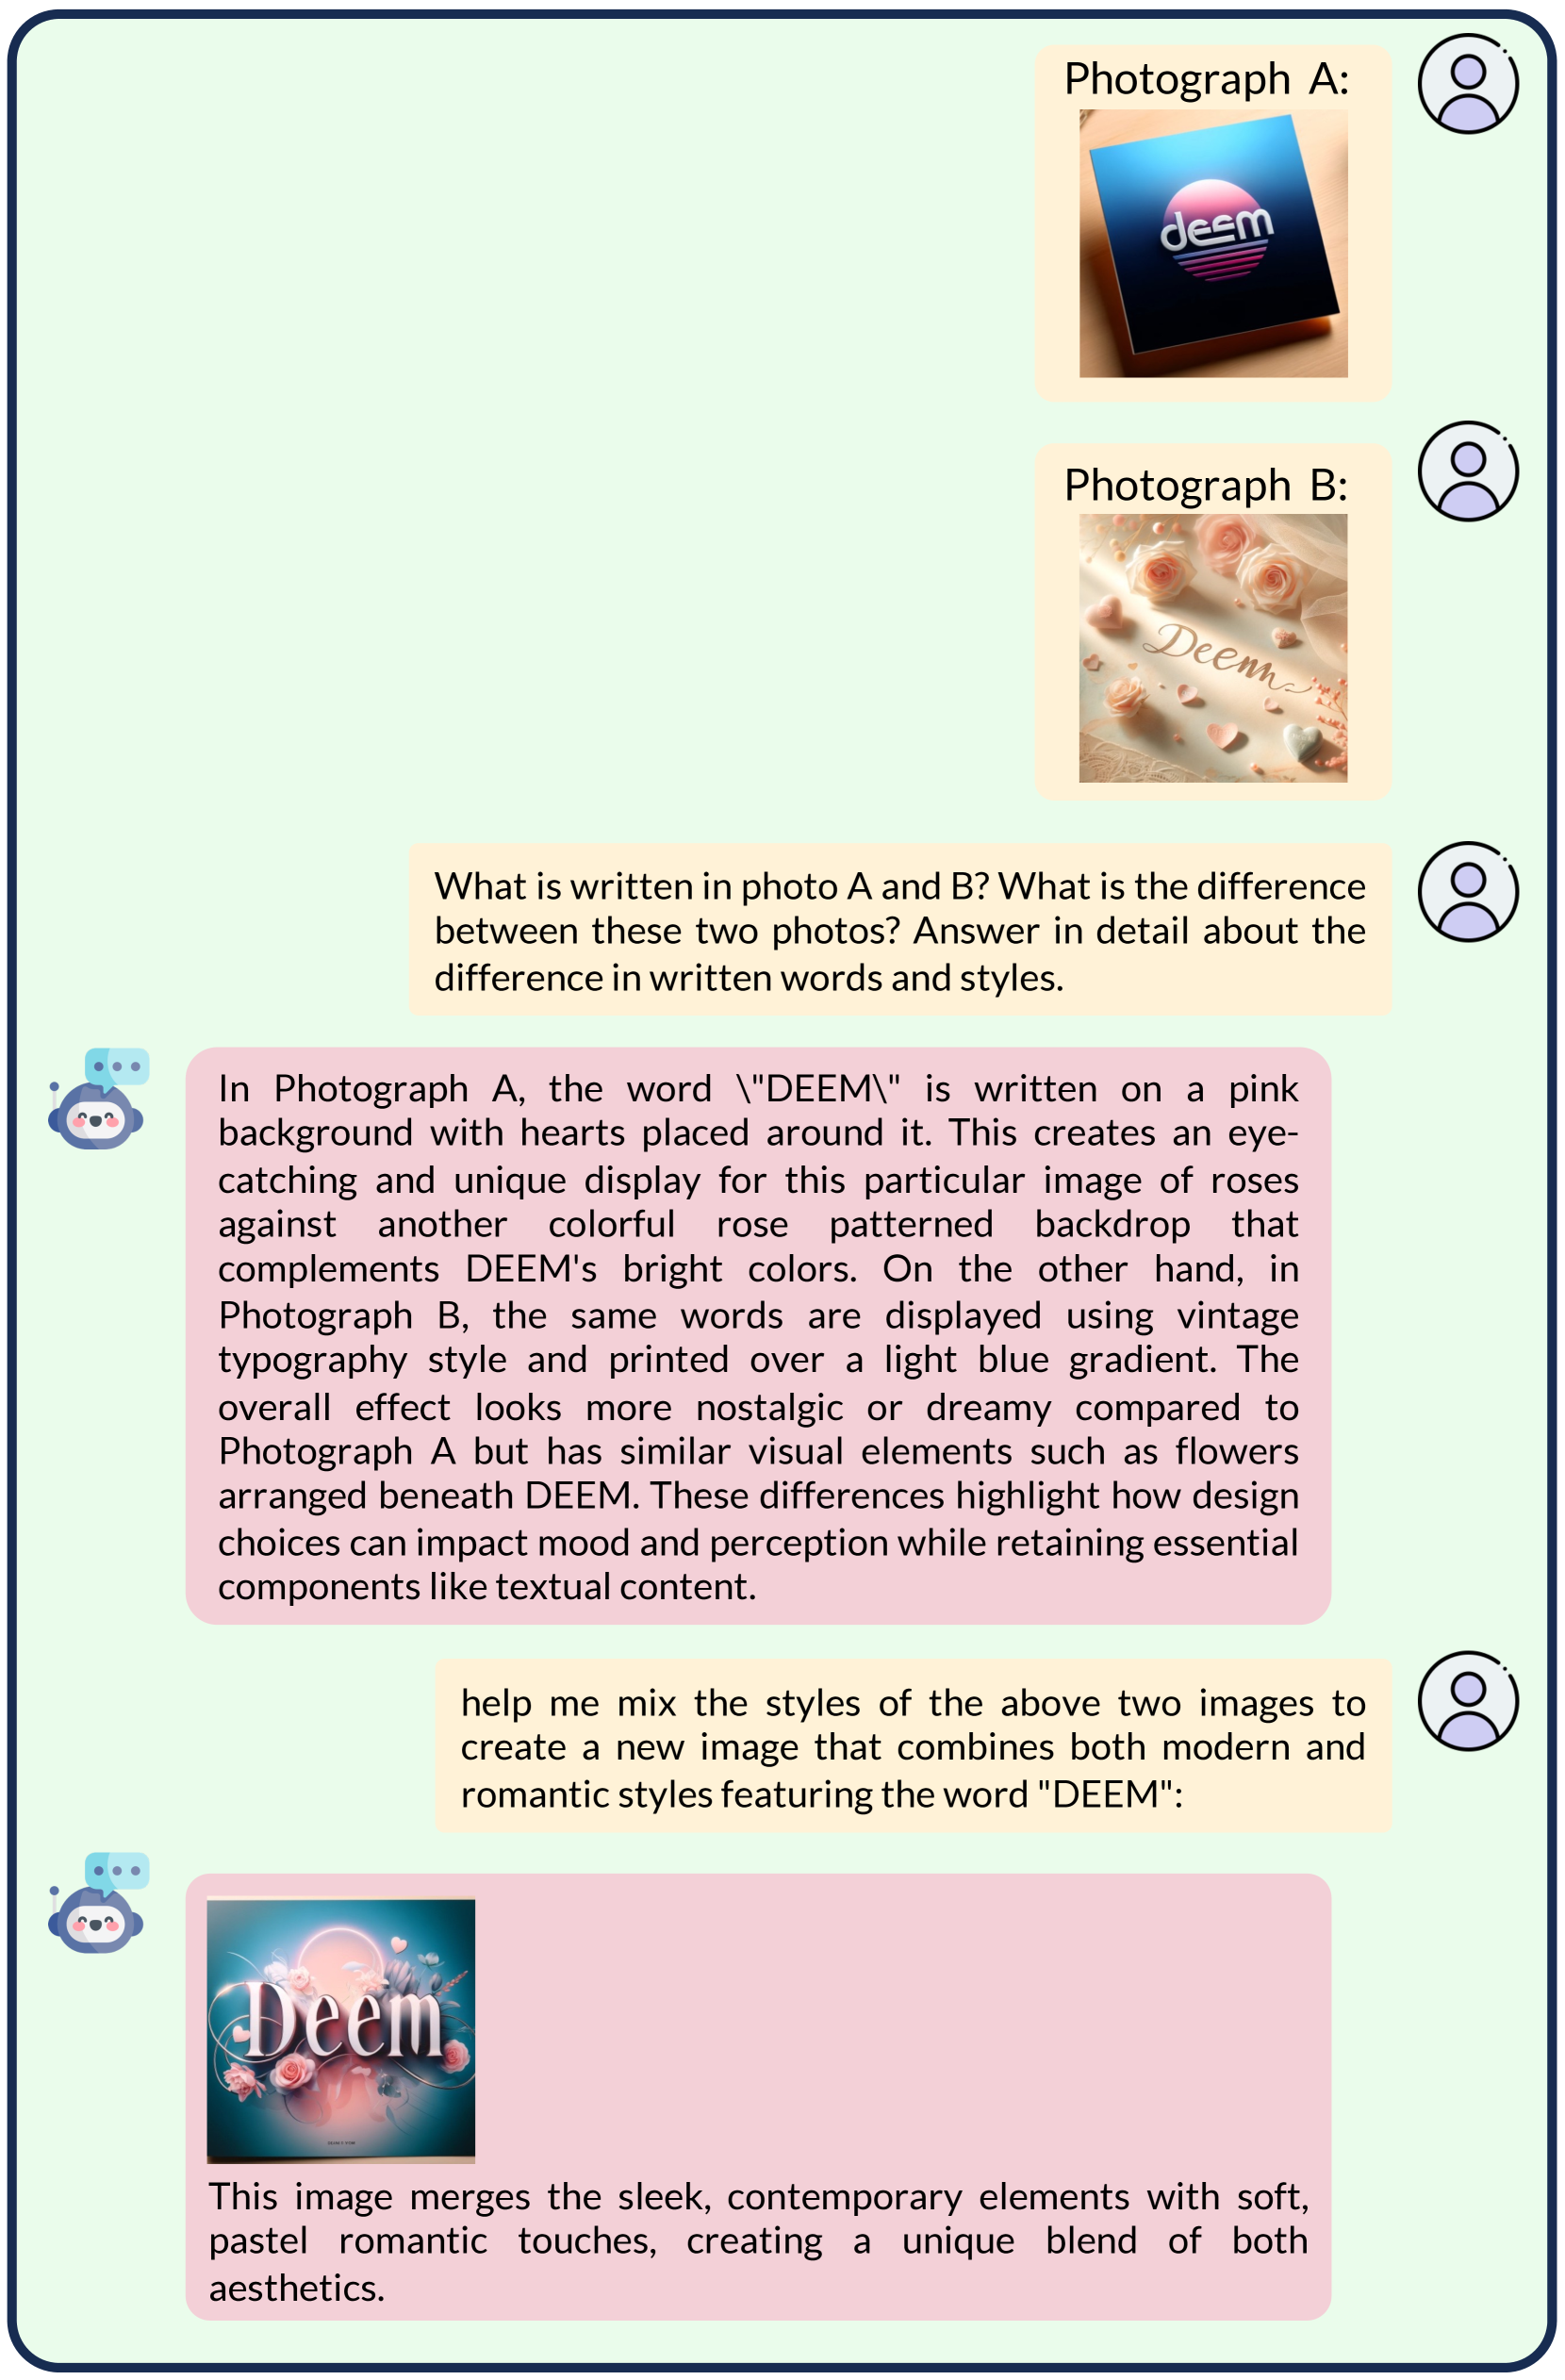 Photograph A:
deem
Photograph B:
Deem
What is written in photo A and B? What is the difference
between these two photos? Answer in detail about the
difference in written words and styles.
In Photograph A, the word \"DEEM\" is written on a pink
background with hearts placed around it. This creates an eye-
catching and unique display for this particular image of roses
against another colorful rose patterned backdrop that
complements DEEM's bright colors. On the other hand, in
Photograph B, the same words are displayed using vintage
typography style and printed over a light blue gradient. The
overall effect looks more nostalgic or dreamy compared to
Photograph A but has similar visual elements such as flowers
arranged beneath DEEM. These differences highlight how design
choices can impact mood and perception while retaining essential
components like textual content.
help me mix the styles of the above two images to
create a new image that combines both modern and
romantic styles featuring the word "DEEM":
Deem
This image merges the sleek, contemporary elements with soft,
pastel romantic touches, creating a unique blend of both
aesthetics.